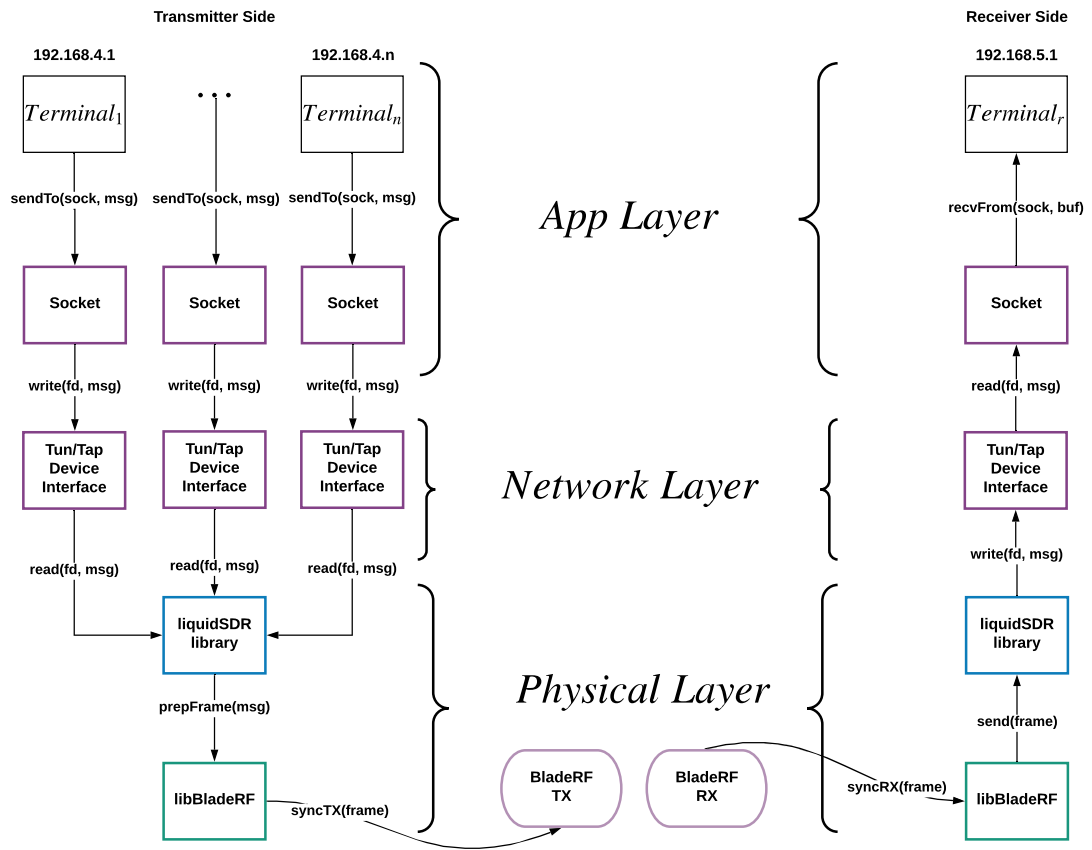 Transmitter Side
Receiver Side
192.168.4.1
192.168.4.n
192.168.5.1
Terminal₁
...
Terminalₙ
Terminalᵣ
sendTo(sock, msg)
sendTo(sock, msg)
sendTo(sock, msg)
App Layer
recvFrom(sock, buf)
Socket
Socket
Socket
Socket
write(fd, msg)
write(fd, msg)
write(fd, msg)
read(fd, msg)
Tun/Tap
Device
Interface
Tun/Tap
Device
Interface
Tun/Tap
Device
Interface
Network Layer
Tun/Tap
Device
Interface
read(fd, msg)
read(fd, msg)
read(fd, msg)
write(fd, msg)
liquidSDR
library
liquidSDR
library
Physical Layer
prepFrame(msg)
send(frame)
libBladeRF
syncTX(frame)
BladeRF
TX
BladeRF
RX
syncRX(frame)
libBladeRF